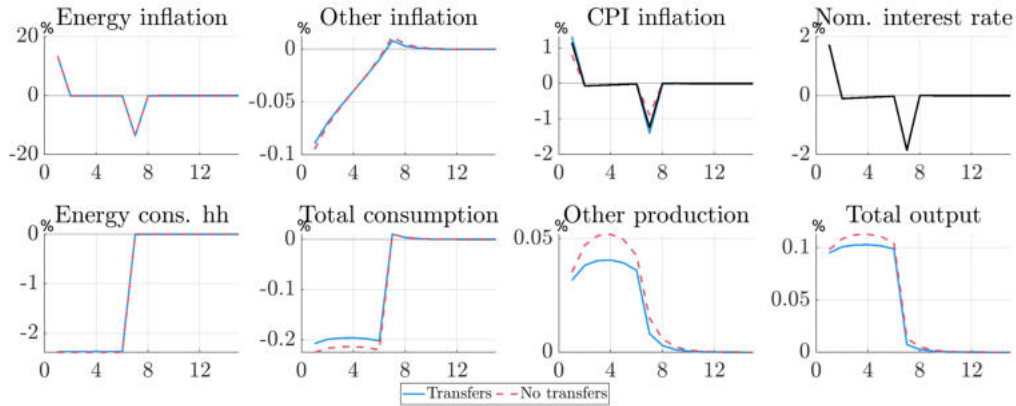 Energy inflation
Other inflation
CPI inflation
Nom. interest rate
%
20
0
-20
0 4 8 12
%
0
-0.05
-0.1
0 4 8 12
%
1
0
-1
-2
0 4 8 12
%
2
0
-2
0 4 8 12
Energy cons. hh
Total consumption
Other production
Total output
%
0
-1
-2
0 4 8 12
%
0
-0.2
0 4 8 12
%
0.05
0
0 4 8 12
%
0.1
0.05
0
0 4 8 12
Transfers No transfers